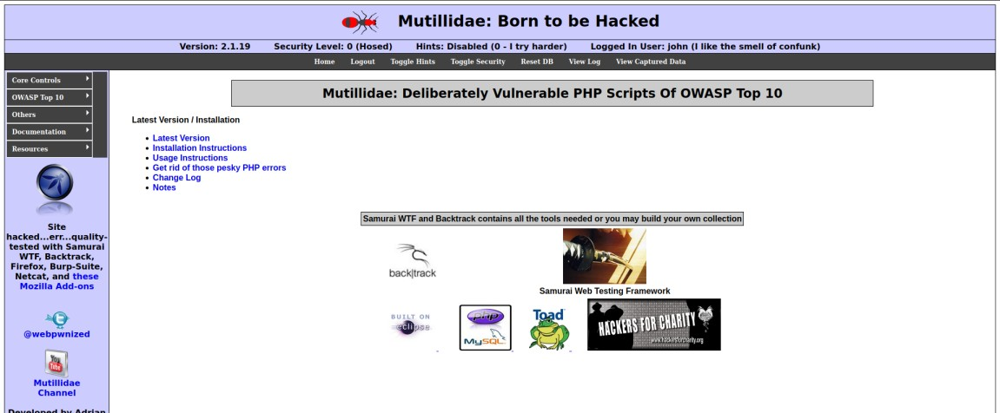 Mutillidae: Born to be Hacked
Version: 2.1.19 Security Level: 0 (Hosed) Hints: Disabled (0 - I try harder) Logged In User: john (I like the smell of confunk)
Home Logout Toggle Hints Toggle Security Reset DB View Log View Captured Data
Core Controls
OWASP Top 10
Others
Documentation
Resources
Site
hacked...err...quality-
tested with Samurai
WTF, Backtrack,
Firefox, Burp-Suite,
Netcat, and these
Mozilla Add-ons
@webpwnized
You
Tube
Mutillidae
Channel
Developed by Adrian
Mutillidae: Deliberately Vulnerable PHP Scripts Of OWASP Top 10
Latest Version / Installation
Latest Version
Installation Instructions
Usage Instructions
Get rid of those pesky PHP errors
Change Log
Notes
Samurai WTF and Backtrack contains all the tools needed or you may build your own collection
back|track
Samurai Web Testing Framework
BUILT ON
eclipse
php
MySQL
Toad
HACKERS FOR CHARITY
www.hackersforcharity.org